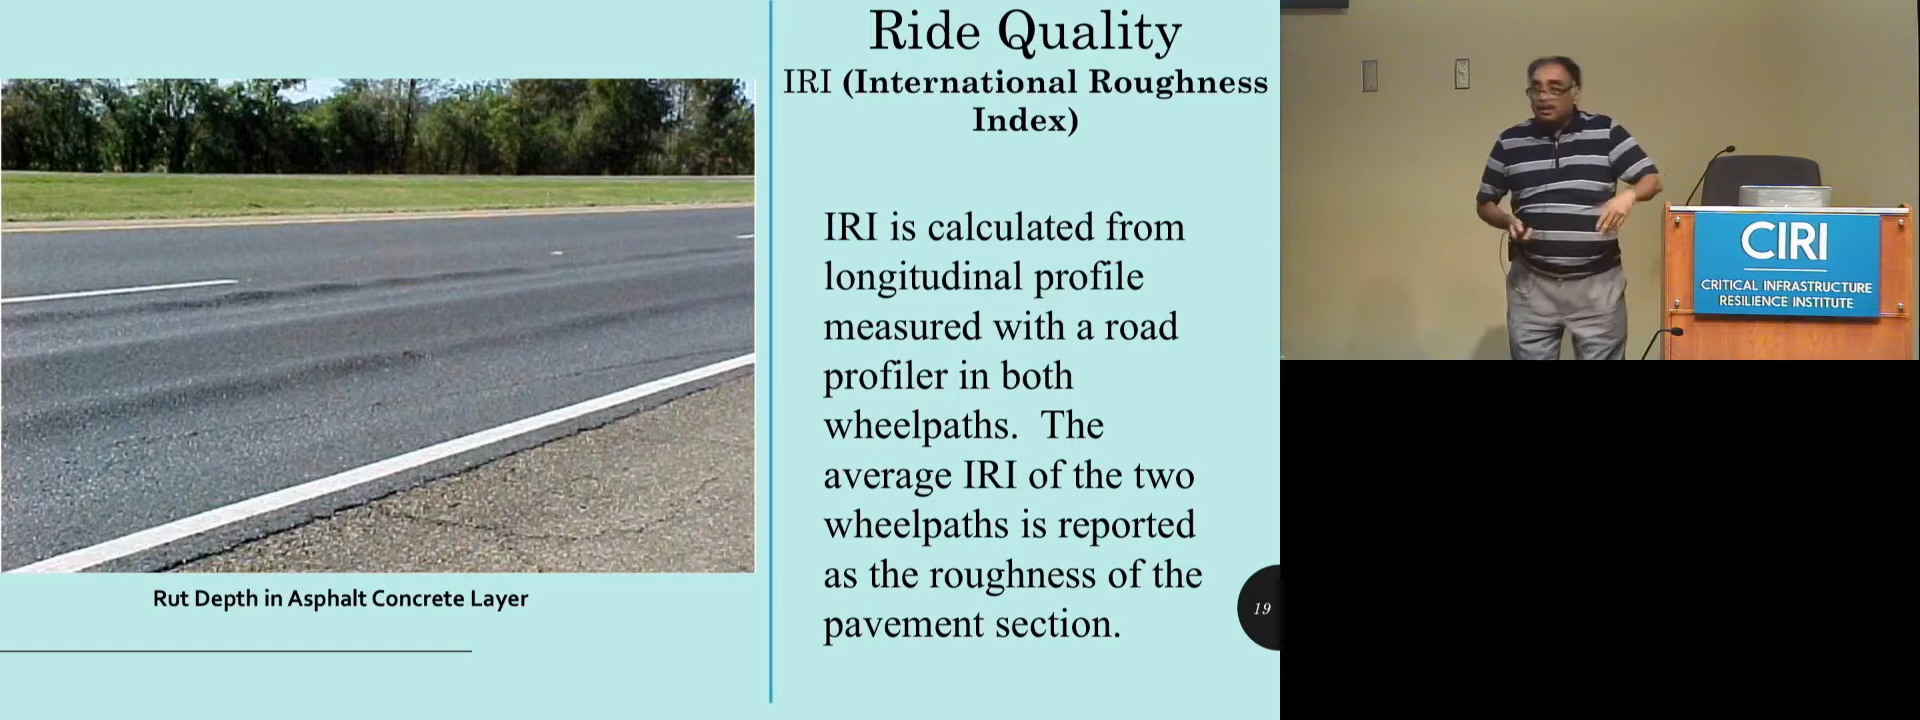 Ride Quality
IRI (International Roughness
Index)
IRI is calculated from
longitudinal profile
measured with a road
profiler in both
wheelpaths. The
average IRI of the two
wheelpaths is reported
as the roughness of the
pavement section.
Rut Depth in Asphalt Concrete Layer
19
CIRI
CRITICAL INFRASTRUCTURE
RESILIENCE INSTITUTE